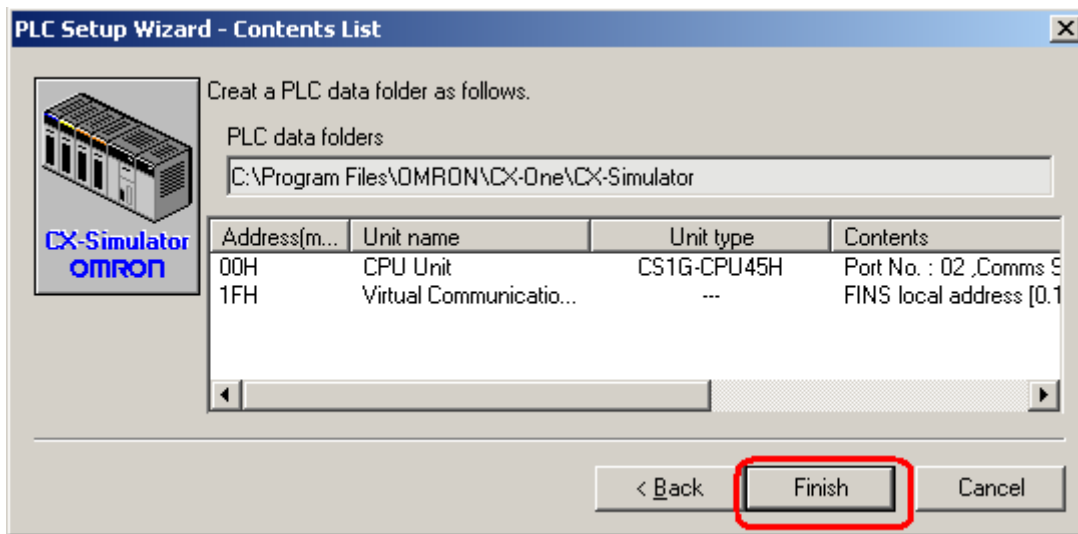 PLC Setup Wizard - Contents List
Creat a PLC data folder as follows.
PLC data folders
C:\Program Files\OMRON\CX-One\CX-Simulator
CX-Simulator
OMRON
Address(m... Unit name Unit type Contents
00H CPU Unit CS1G-CPU45H Port No. : 02 ,Comms S
1FH Virtual Communicatio... --- FINS local address [0.1
< Back Finish Cancel